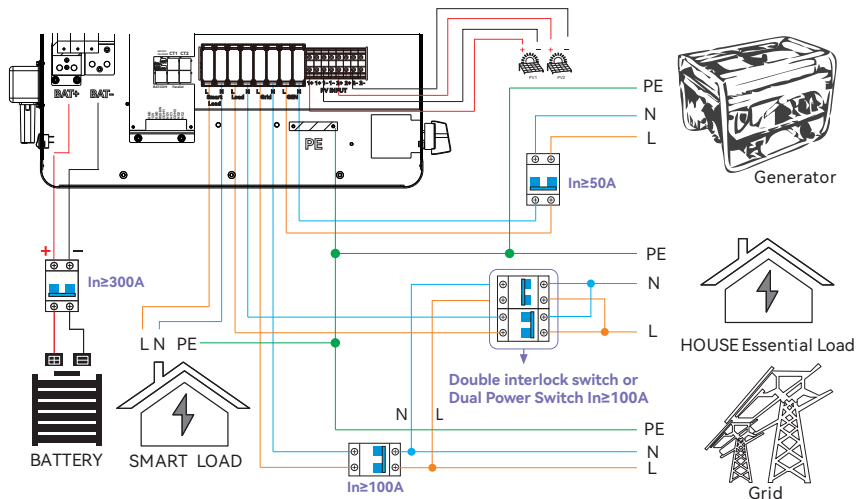 CT1 CT2
Parallel
BAT+
BAT-
L N L N L N L N
Smart Load
Load
Grid
GEN
PV INPUT
+ − + −
PV1
PV2
PE
PE
N
L
Generator
In≥50A
+ −
In≥300A
PE
N
L
HOUSE Essential Load
L N PE
Double interlock switch or
Dual Power Switch In≥100A
BATTERY
SMART LOAD
N L
PE
N
L
In≥100A
Grid